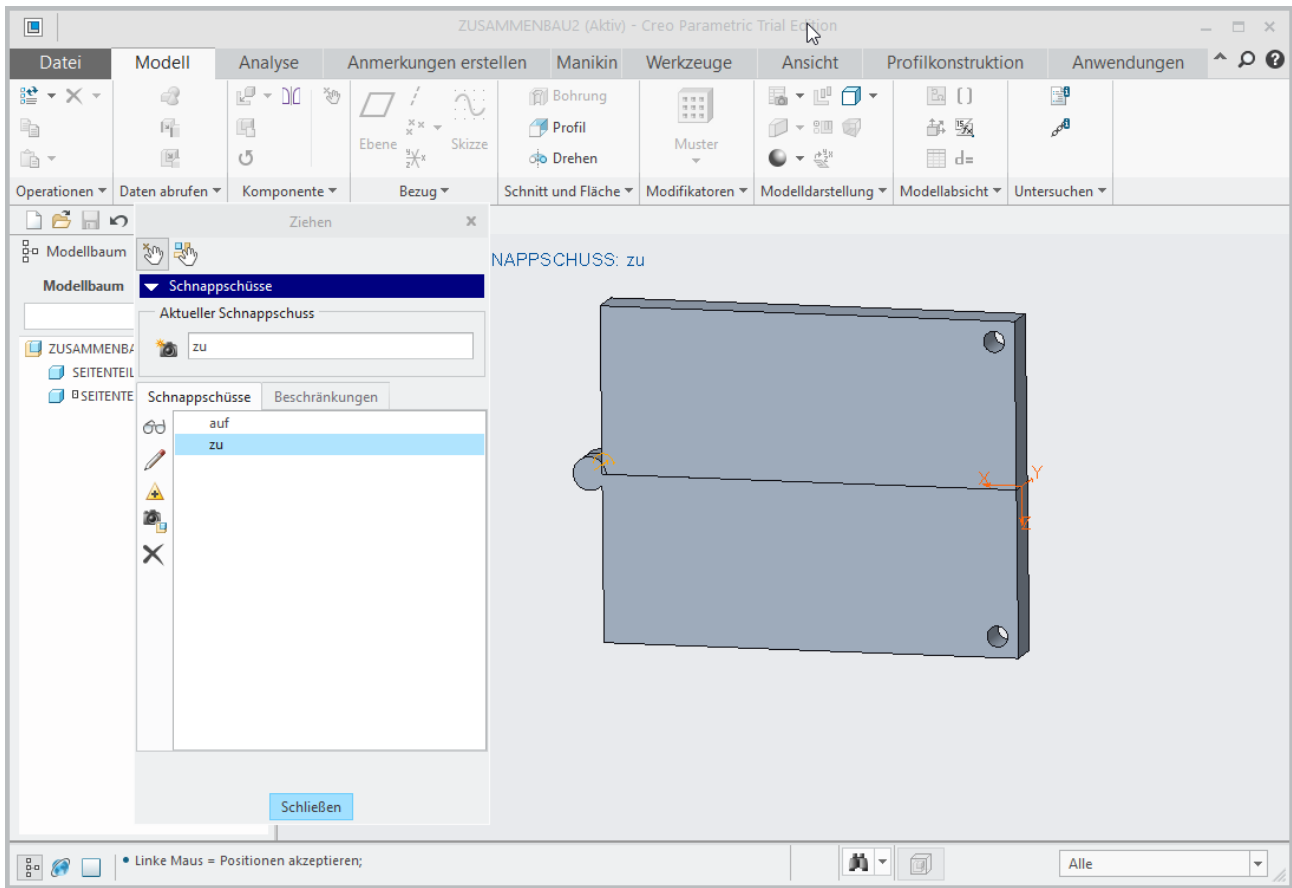 ZUSAMMENBAU2 (Aktiv) - Creo Parametric Trial Edition
Datei Modell Analyse Anmerkungen erstellen Manikin Werkzeuge Ansicht Profilkonstruktion Anwendungen
Bohrung
Profil
Ebene Skizze Muster
Drehen
d=
Operationen Daten abrufen Komponente Bezug Schnitt und Fläche Modifikatoren Modelldarstellung Modellabsicht Untersuchen
Ziehen
Modellbaum
NAPPSCHUSS: zu
Modellbaum
Schnappschüsse
Aktueller Schnappschuss
ZUSAMMENBA
zu
SEITENTEIL
SEITENTE
Schnappschüsse Beschränkungen
auf
zu
X Y
Z
Schließen
Linke Maus = Positionen akzeptieren;
Alle